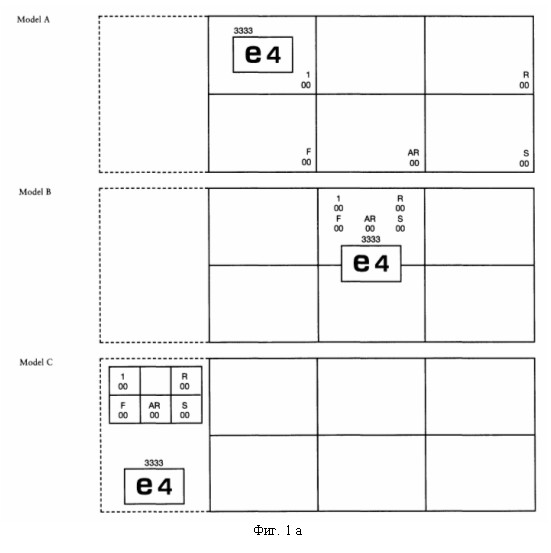 Model A
3333
e4
1
00
R
00
F
00
AR
00
S
00
Model B
1 R
00 00
F AR S
00 00 00
3333
e4
Model C
1 R
00 00
F AR S
00 00 00
3333
e4
Фиг. 1 а